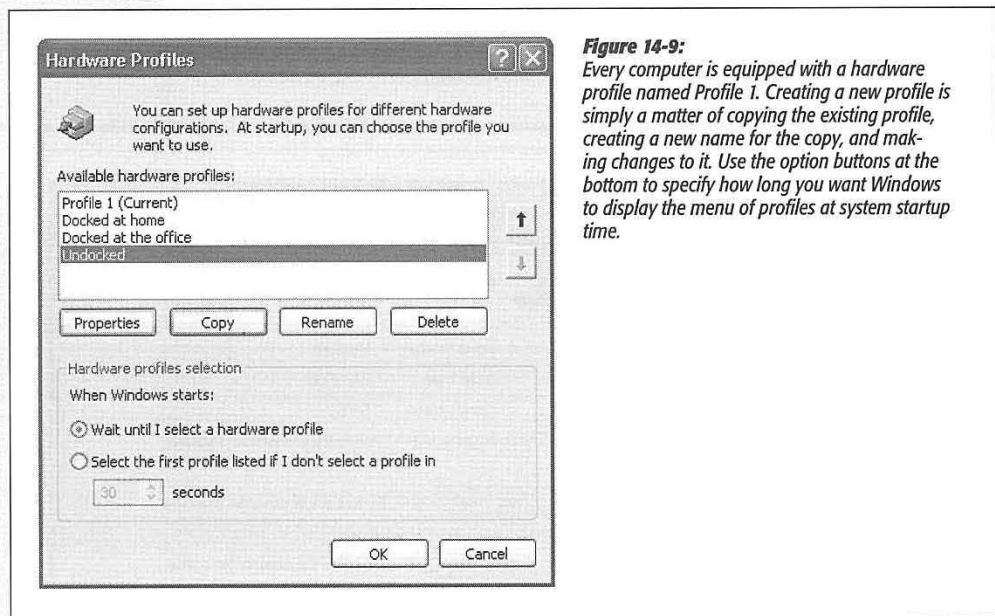 Hardware Profiles
You can set up hardware profiles for different hardware
configurations. At startup, you can choose the profile you
want to use.
Available hardware profiles:
Profile 1 (Current)
Docked at home
Docked at the office
Undocked
Properties
Copy
Rename
Delete
Hardware profiles selection
When Windows starts:
Wait until I select a hardware profile
Select the first profile listed if I don't select a profile in
30
seconds
OK
Cancel
Figure 14-9:
Every computer is equipped with a hardware
profile named Profile 1. Creating a new profile is
simply a matter of copying the existing profile,
creating a new name for the copy, and mak-
ing changes to it. Use the option buttons at the
bottom to specify how long you want Windows
to display the menu of profiles at system startup
time.